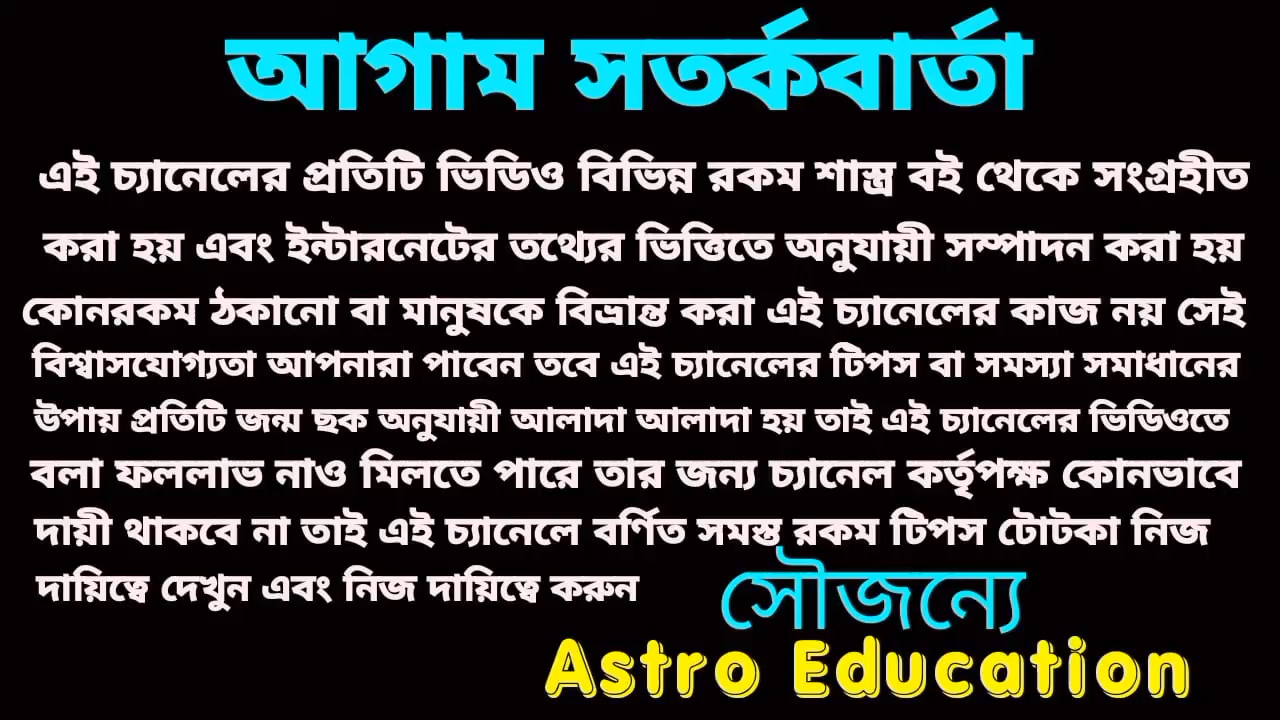 আগাম সতর্কবার্তা
এই চ্যানেলের প্রতিটি ভিডিও বিভিন্ন রকম শাস্ত্র বই থেকে সংগ্রহীত
করা হয় এবং ইন্টারনেটের তথ্যের ভিত্তিতে অনুযায়ী সম্পাদন করা হয়
কোনরকম ঠকানো বা মানুষকে বিভ্রান্ত করা এই চ্যানেলের কাজ নয় সেই
বিশ্বাসযোগ্যতা আপনারা পাবেন তবে এই চ্যানেলের টিপস বা সমস্যা সমাধানের
উপায় প্রতিটি জন্ম ছক অনুযায়ী আলাদা আলাদা হয় তাই এই চ্যানেলের ভিডিওতে
বলা ফললাভ নাও মিলতে পারে তার জন্য চ্যানেল কর্তৃপক্ষ কোনভাবে
দায়ী থাকবে না তাই এই চ্যানেলে বর্ণিত সমস্ত রকম টিপস টোটকা নিজ
দায়িত্বে দেখুন এবং নিজ দায়িত্বে করুন
সৌজন্যে
Astro Education